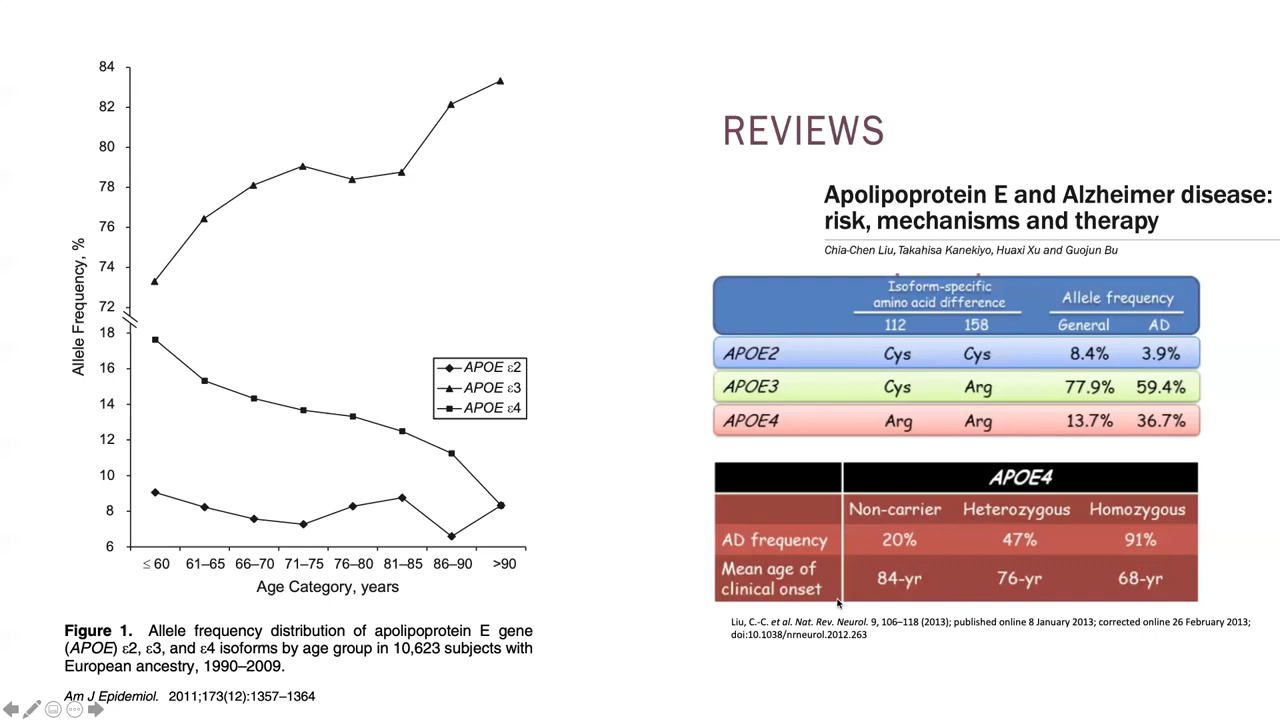 84
82
80
78
76
74
72
18
16
14
12
10
8
6
Allele Frequency, %
APOE ε2
APOE ε3
APOE ε4
≤ 60 61–65 66–70 71–75 76–80 81–85 86–90 >90
Age Category, years
Figure 1. Allele frequency distribution of apolipoprotein E gene
(APOE) ε2, ε3, and ε4 isoforms by age group in 10,623 subjects with
European ancestry, 1990–2009.
Am J Epidemiol. 2011;173(12):1357–1364
REVIEWS
Apolipoprotein E and Alzheimer disease:
risk, mechanisms and therapy
Chia-Chen Liu, Takahisa Kanekiyo, Huaxi Xu and Guojun Bu
Isoform-specific
amino acid difference
Allele frequency
112 158 General AD
APOE2 Cys Cys 8.4% 3.9%
APOE3 Cys Arg 77.9% 59.4%
APOE4 Arg Arg 13.7% 36.7%
APOE4
Non-carrier Heterozygous Homozygous
AD frequency 20% 47% 91%
Mean age of
clinical onset 84-yr 76-yr 68-yr
Liu, C.-C. et al. Nat. Rev. Neurol. 9, 106–118 (2013); published online 8 January 2013; corrected online 26 February 2013;
doi:10.1038/nrneurol.2012.263